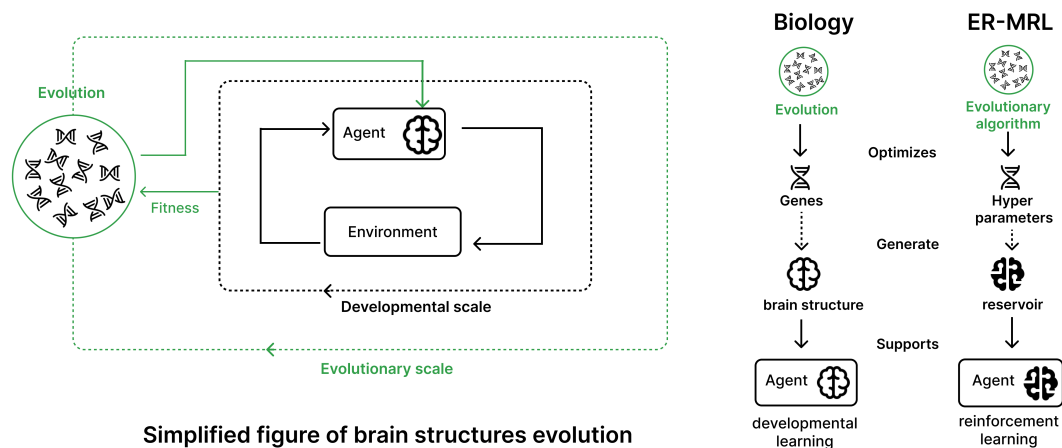 Evolution
Fitness
Agent
Environment
Developmental scale
Evolutionary scale
Simplified figure of brain structures evolution
Biology
ER-MRL
Evolution
Evolutionary
algorithm
Optimizes
Genes
Hyper
parameters
Generate
brain structure
reservoir
Supports
Agent
Agent
developmental
learning
reinforcement
learning